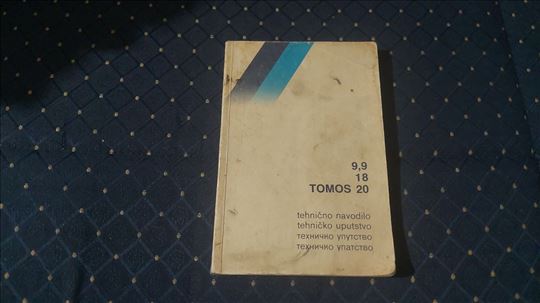 9,9
18
TOMOS 20
tehnično navodilo
tehničko uputstvo
техничко упутство
техничко упатство